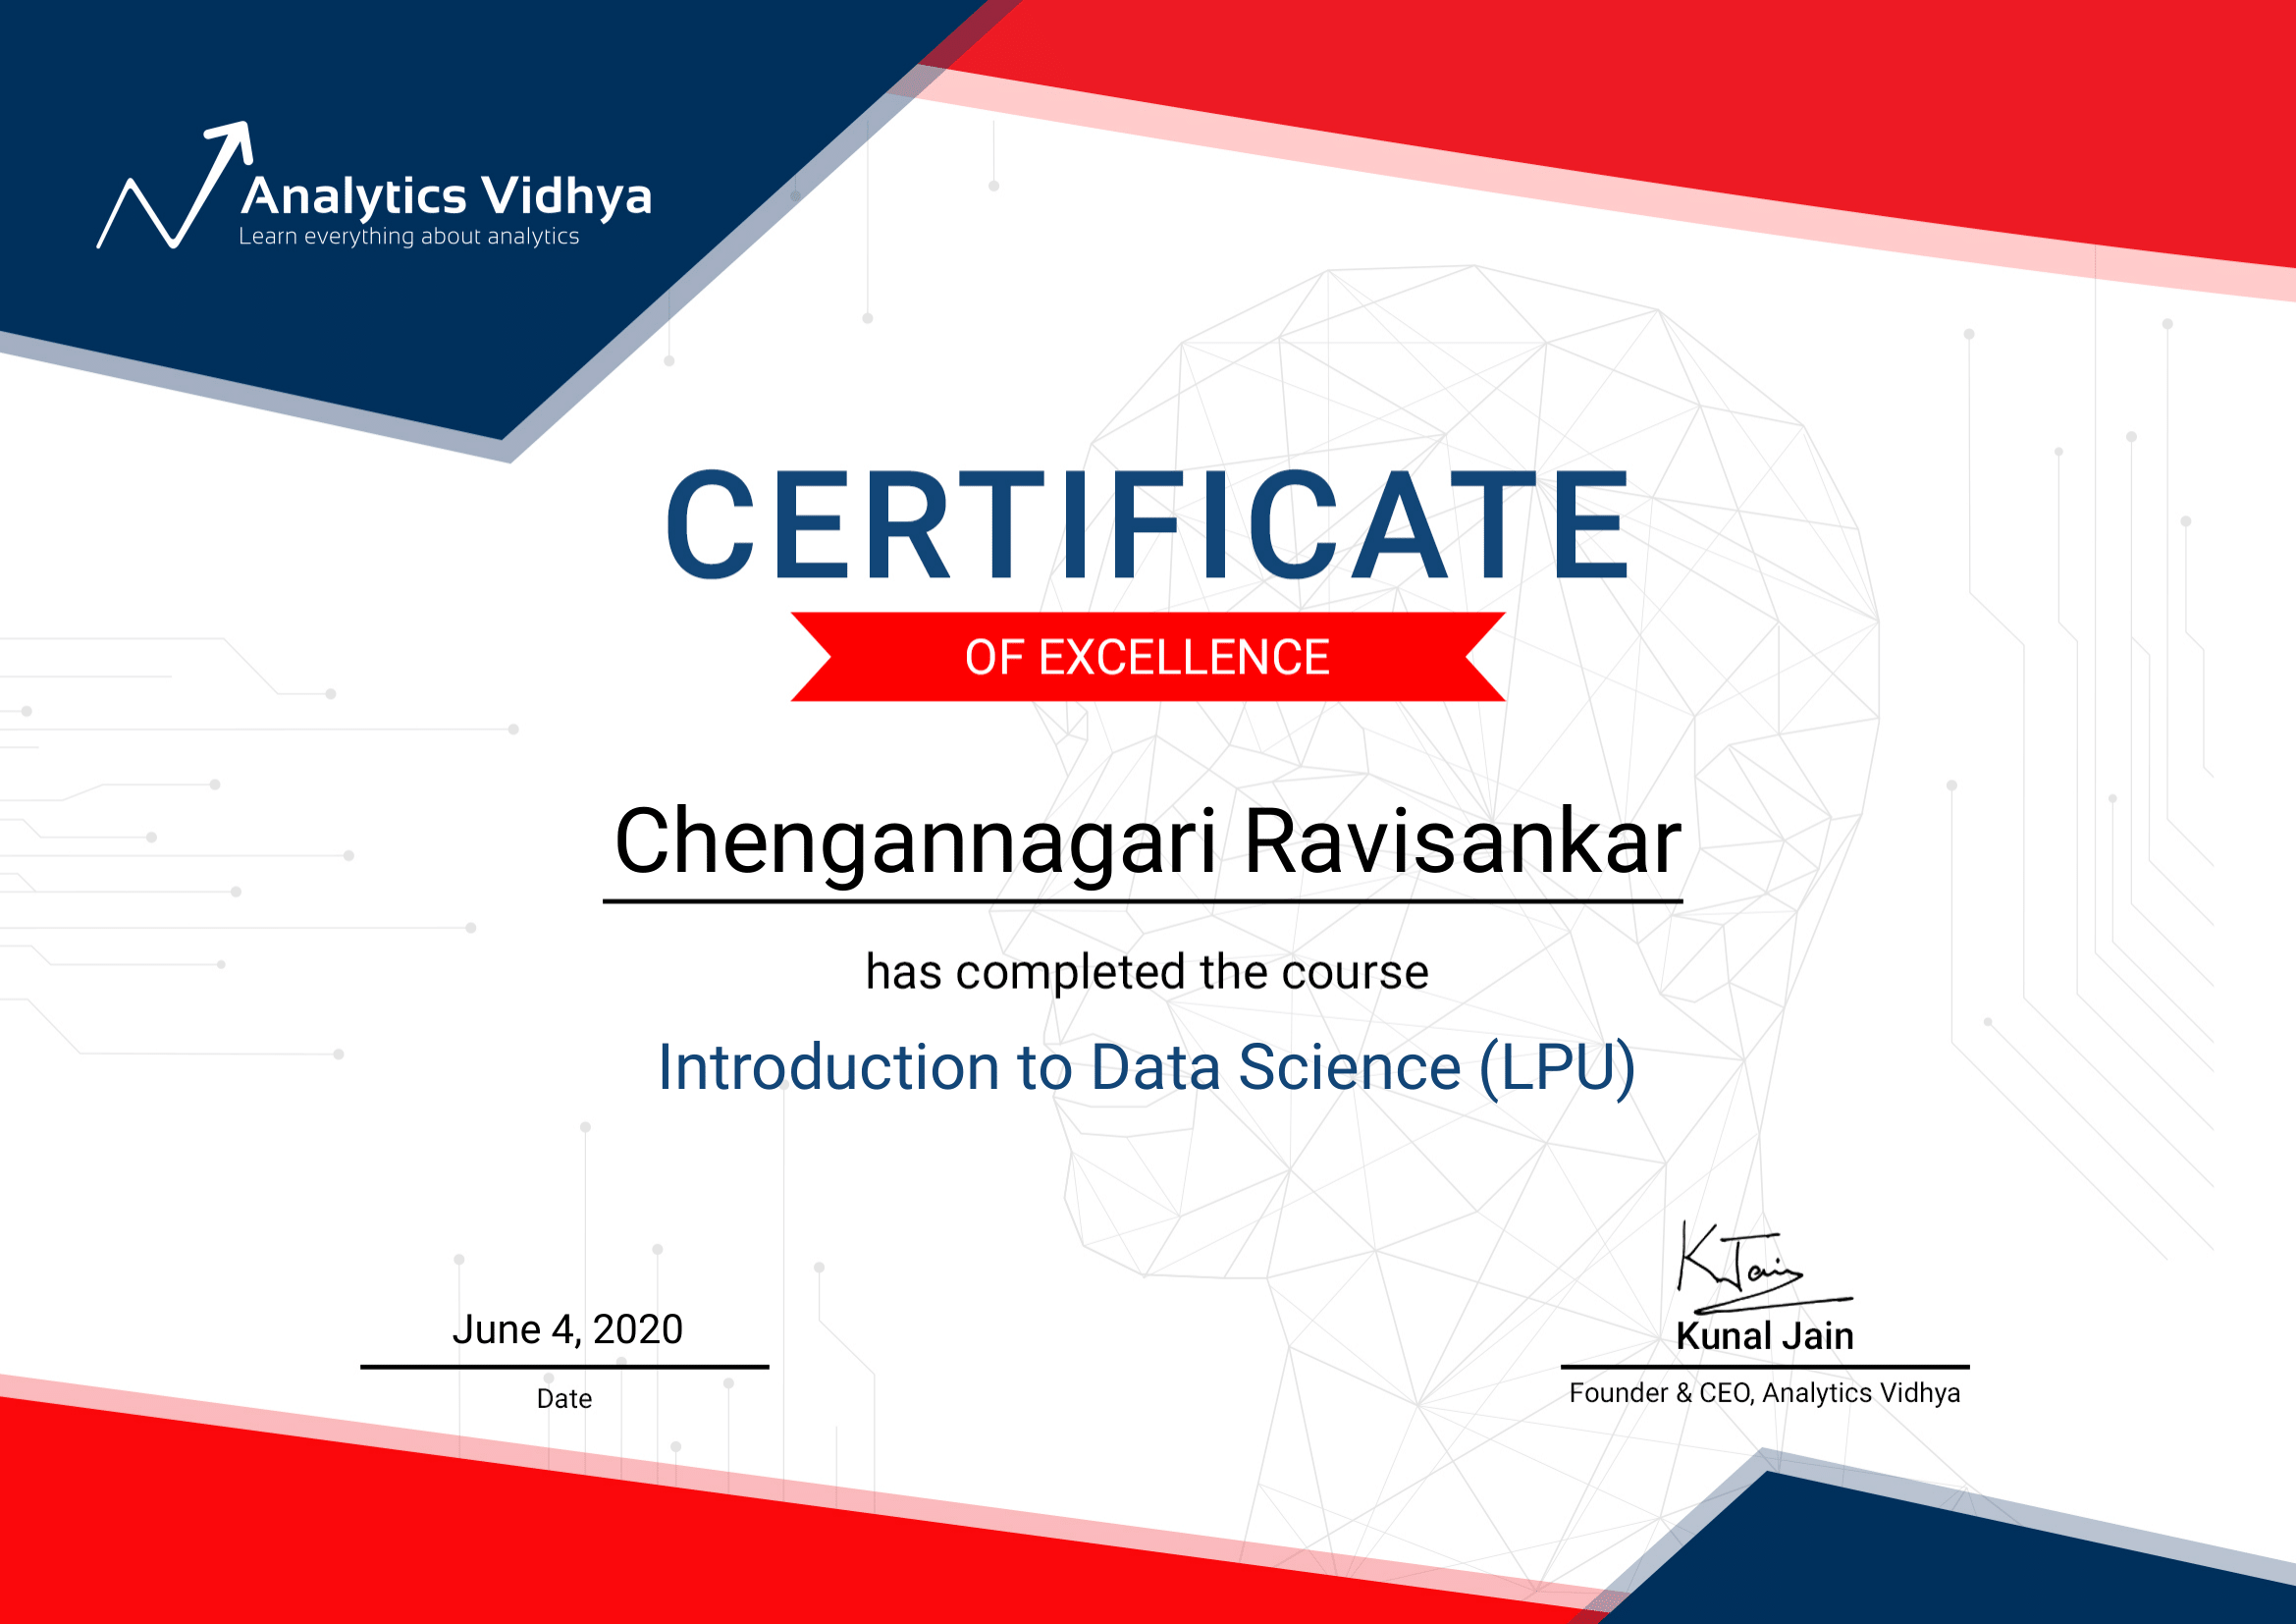 Analytics Vidhya
Learn everything about analytics
CERTIFICATE
OF EXCELLENCE
Chengannagari Ravisankar
has completed the course
Introduction to Data Science (LPU)
June 4, 2020
Date
KJain
Kunal Jain
Founder & CEO, Analytics Vidhya